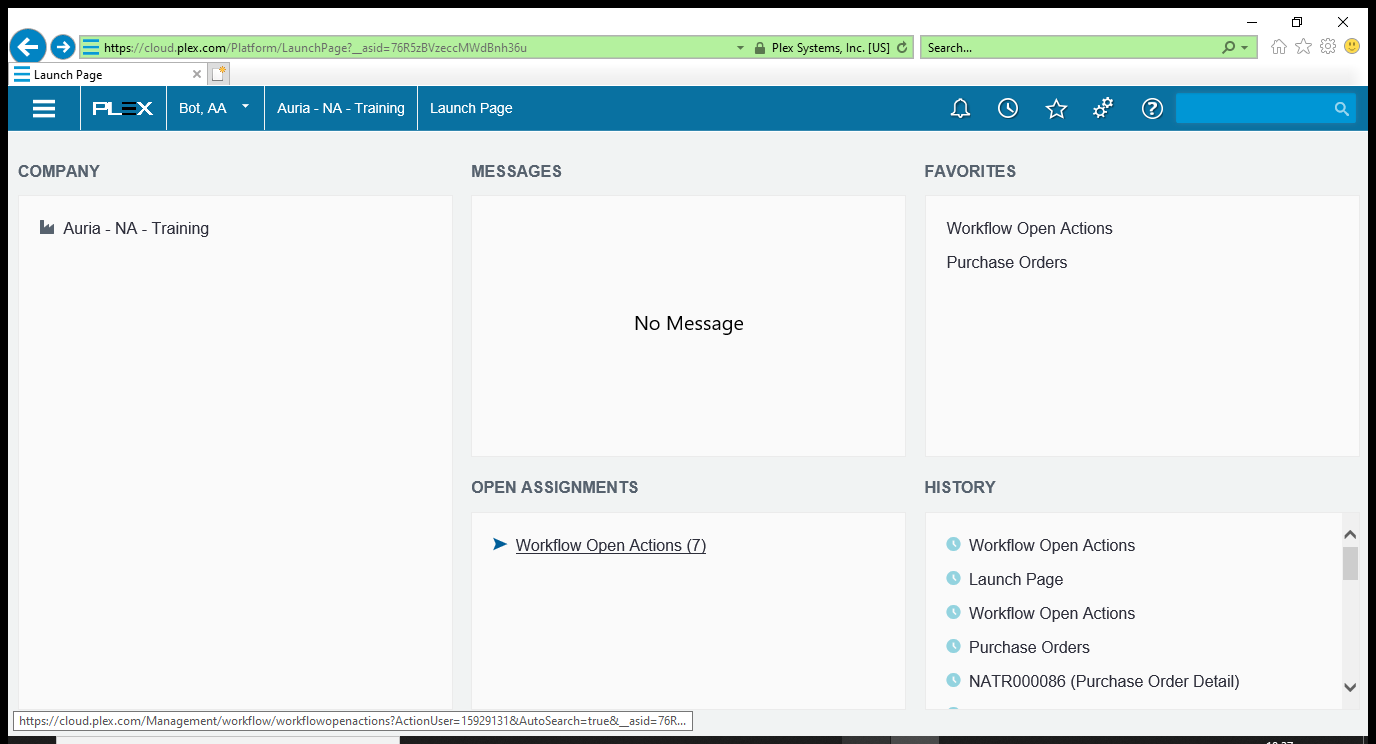 https://cloud.plex.com/Platform/LaunchPage?__asid=76R5zBVzeccMWdBnh36u
Plex Systems, Inc. [US]
Search...
Launch Page
PLEX
Bot, AA
Auria - NA - Training
Launch Page
COMPANY
Auria - NA - Training
MESSAGES
No Message
FAVORITES
Workflow Open Actions
Purchase Orders
OPEN ASSIGNMENTS
Workflow Open Actions (7)
HISTORY
Workflow Open Actions
Launch Page
Workflow Open Actions
Purchase Orders
NATR000086 (Purchase Order Detail)
https://cloud.plex.com/Management/workflow/workflowopenactions?ActionUser=15929131&AutoSearch=true&__asid=76R...